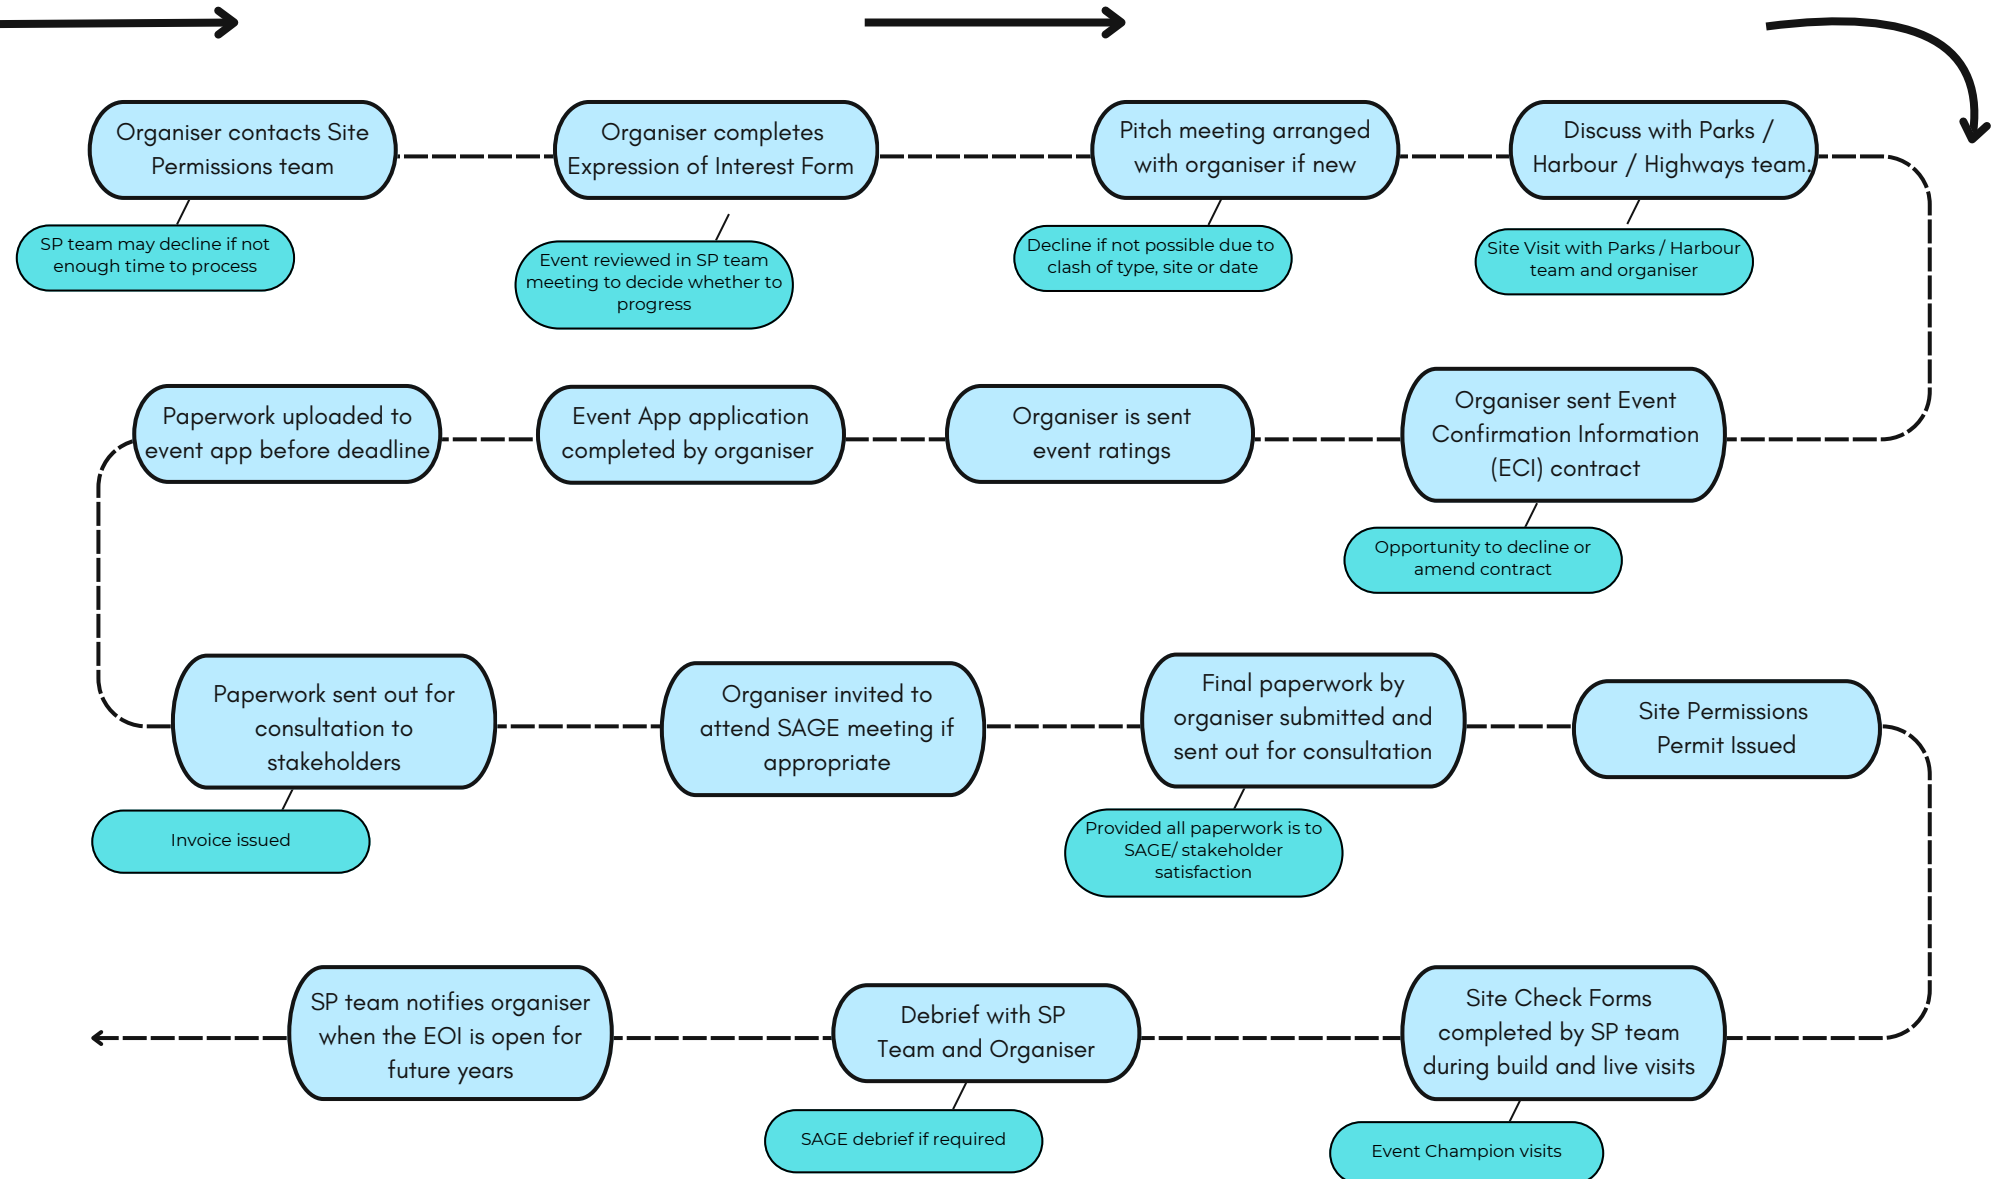 Organiser contacts Site
Permissions team
SP team may decline if not
enough time to process
Organiser completes
Expression of Interest Form
Event reviewed in SP team
meeting to decide whether to
progress
Pitch meeting arranged
with organiser if new
Decline if not possible due to
clash of type, site or date
Discuss with Parks /
Harbour / Highways team.
Site Visit with Parks / Harbour
team and organiser
Organiser sent Event
Confirmation Information
(ECI) contract
Opportunity to decline or
amend contract
Organiser is sent
event ratings
Event App application
completed by organiser
Paperwork uploaded to
event app before deadline
Paperwork sent out for
consultation to
stakeholders
Invoice issued
Organiser invited to
attend SAGE meeting if
appropriate
Final paperwork by
organiser submitted and
sent out for consultation
Provided all paperwork is to
SAGE/ stakeholder
satisfaction
Site Permissions
Permit Issued
Site Check Forms
completed by SP team
during build and live visits
Event Champion visits
Debrief with SP
Team and Organiser
SAGE debrief if required
SP team notifies organiser
when the EOI is open for
future years